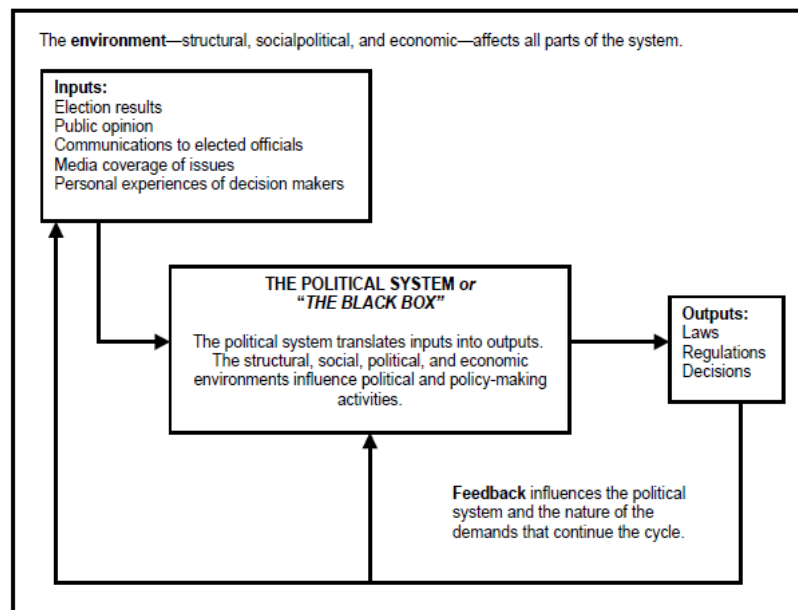 The environment—structural, socialpolitical, and economic—affects all parts of the system.
Inputs:
Election results
Public opinion
Communications to elected officials
Media coverage of issues
Personal experiences of decision makers
THE POLITICAL SYSTEM or
“THE BLACK BOX”
The political system translates inputs into outputs.
The structural, social, political, and economic
environments influence political and policy-making
activities.
Outputs:
Laws
Regulations
Decisions
Feedback influences the political
system and the nature of the
demands that continue the cycle.